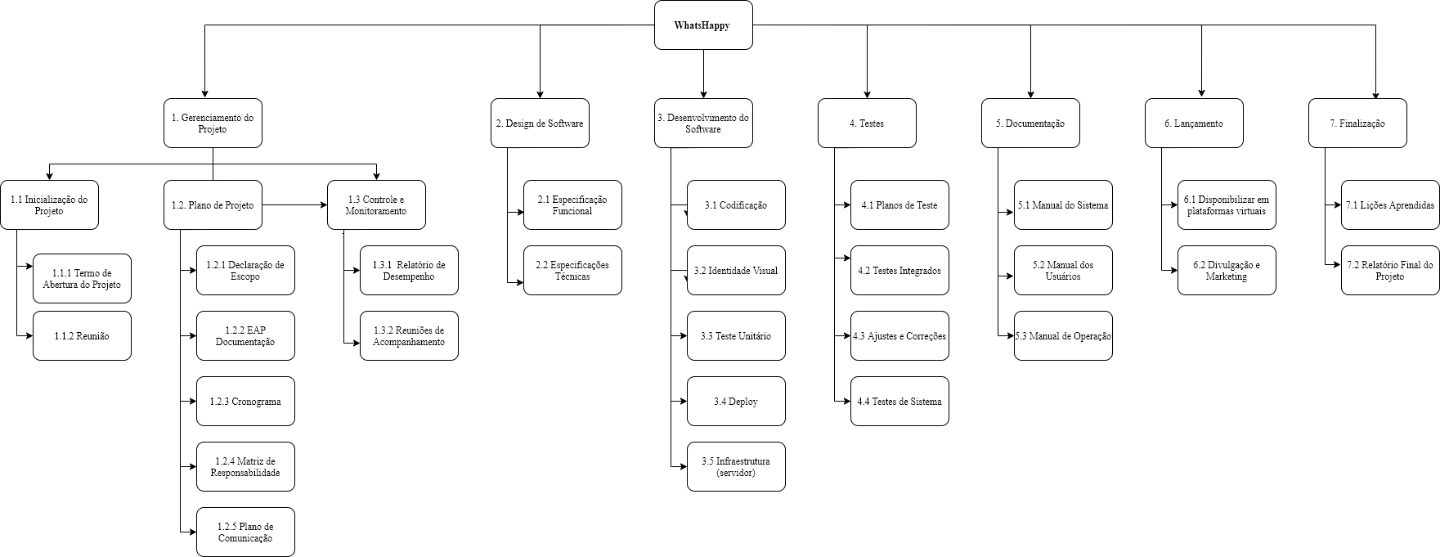 WhatsHappy
1. Gerenciamento do
Projeto
2. Design de Software
3. Desenvolvimento do
Software
4. Testes
5. Documentação
6. Lançamento
7. Finalização
1.1 Inicialização do
Projeto
1.2. Plano de Projeto
1.3 Controle e
Monitoramento
1.1.1 Termo de
Abertura do Projeto
1.1.2 Reunião
1.2.1 Declaração de
Escopo
1.2.2 EAP
Documentação
1.2.3 Cronograma
1.2.4 Matriz de
Responsabilidade
1.2.5 Plano de
Comunicação
1.3.1 Relatório de
Desempenho
1.3.2 Reuniões de
Acompanhamento
2.1 Especificação
Funcional
2.2 Especificações
Técnicas
3.1 Codificação
3.2 Identidade Visual
3.3 Teste Unitário
3.4 Deploy
3.5 Infraestrutura
(servidor)
4.1 Planos de Teste
4.2 Testes Integrados
4.3 Ajustes e Correções
4.4 Testes de Sistema
5.1 Manual do Sistema
5.2 Manual dos
Usuários
5.3 Manual de Operação
6.1 Disponibilizar em
plataformas virtuais
6.2 Divulgação e
Marketing
7.1 Lições Aprendidas
7.2 Relatório Final do
Projeto